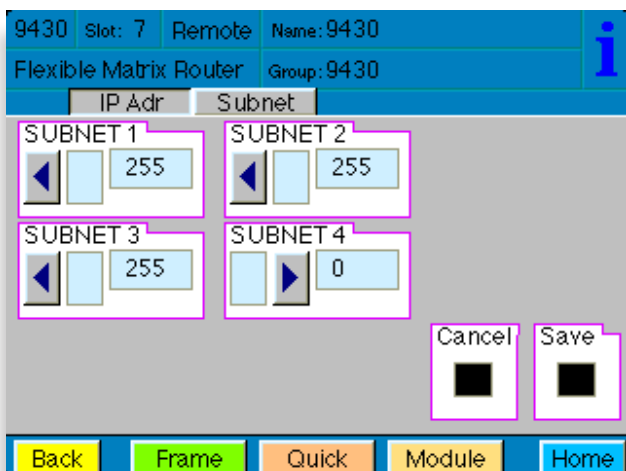 9430 Slot: 7 Remote Name: 9430
Flexible Matrix Router Group: 9430
IP Adr Subnet
SUBNET 1 SUBNET 2
255 255
SUBNET 3 SUBNET 4
255 0
Cancel Save
Back Frame Quick Module Home